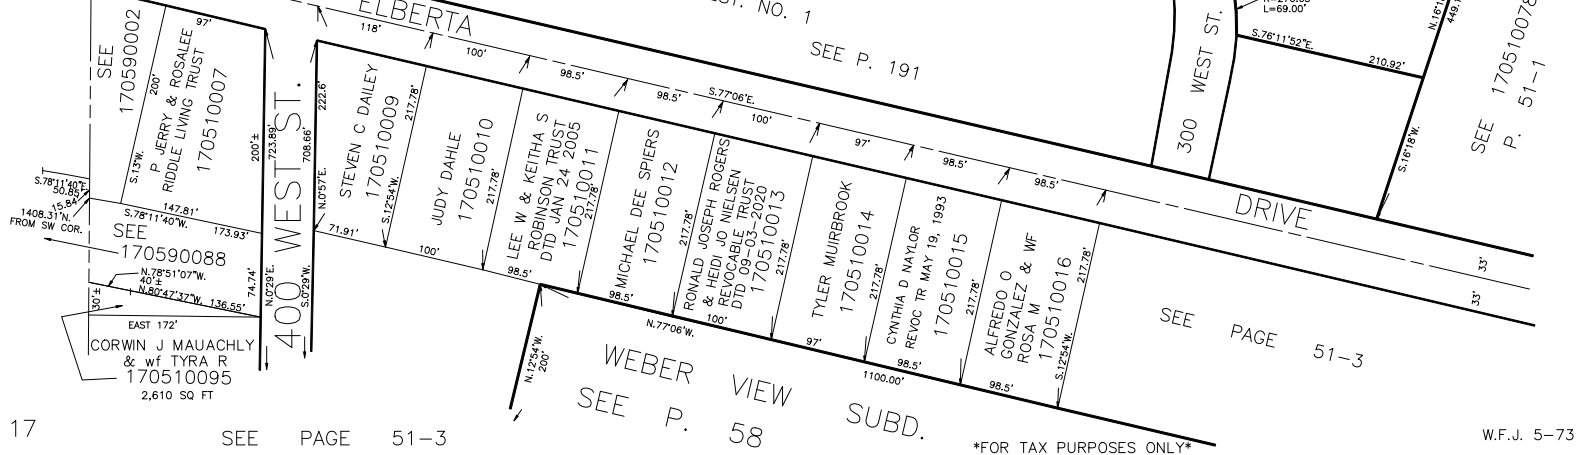 ELBERTA
DRIVE
ST. NO. 1
SEE P. 191
300 WEST ST.
L=69.00'
S.76°11'52"E.
210.92'
S.16°18'W.
SEE 170510078
P. 51-1
SEE
170590002
97'
200'
S.13°W.
P JERRY & ROSALEE
RIDDLE LIVING TRUST
170510007
200'±
723.89'
400 WEST ST.
708.66'
222.6'
N.0°57'E.
118'
STEVEN C DAILEY
170510009
217.78'
S.12°54'W.
71.91'
100'
JUDY DAHLE
170510010
100'
98.5'
LEE W & KEITHA S
ROBINSON TRUST
DTD JAN 24 2005
170510011
217.78'
98.5'
98.5'
MICHAEL DEE SPIERS
170510012
217.78'
98.5'
S.77°06'E.
100'
RONALD JOSEPH ROGERS
& HEIDI JO NIELSEN
REVOCABLE TRUST
DTD 09-03-2020
170510013
217.78'
100'
97'
TYLER MUIRBROOK
170510014
217.78'
97'
98.5'
CYNTHIA D NAYLOR
REVOC TR MAY 19, 1993
170510015
217.78'
98.5'
98.5'
ALFREDO O
GONZALEZ & WF
ROSA M
170510016
217.78'
S.12°54'W.
98.5'
33'
33'
S.78°11'40"E.
50.85'
15.84'
1408.31'N.
FROM SW COR.
147.81'
S.78°11'40"W.
173.93'
SEE
170590088
N.78°51'07"W.
40'±
N.80°47'37"W.
136.55'
74.74'
N.0°29'E.
S.0°29'W.
30'±
EAST 172'
CORWIN J MAUACHLY
& wf TYRA R
170510095
2,610 SQ FT
N.12°54'W.
200'
N.77°06'W.
1100.00'
WEBER VIEW SUBD.
SEE P. 58
SEE PAGE 51-3
17
SEE PAGE 51-3
*FOR TAX PURPOSES ONLY*
W.F.J. 5-73